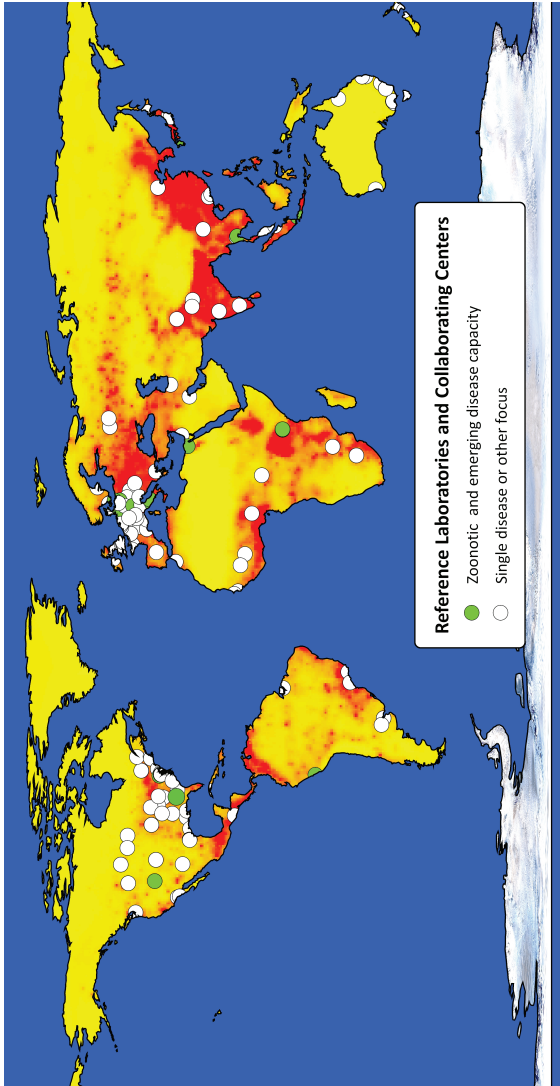 Reference Laboratories and Collaborating Centers
Zoonotic and emerging disease capacity
Single disease or other focus